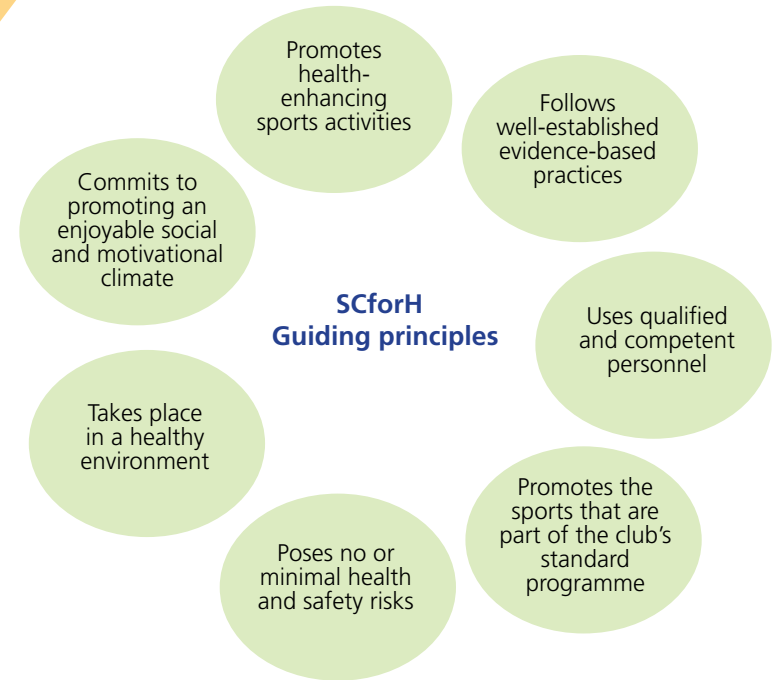 Promotes
health-
enhancing
sports activities
Follows
well-established
evidence-based
practices
Commits to
promoting an
enjoyable social
and motivational
climate
SCforH
Guiding principles
Uses qualified
and competent
personnel
Takes place
in a healthy
environment
Promotes the
sports that are
part of the club’s
standard
programme
Poses no or
minimal health
and safety risks